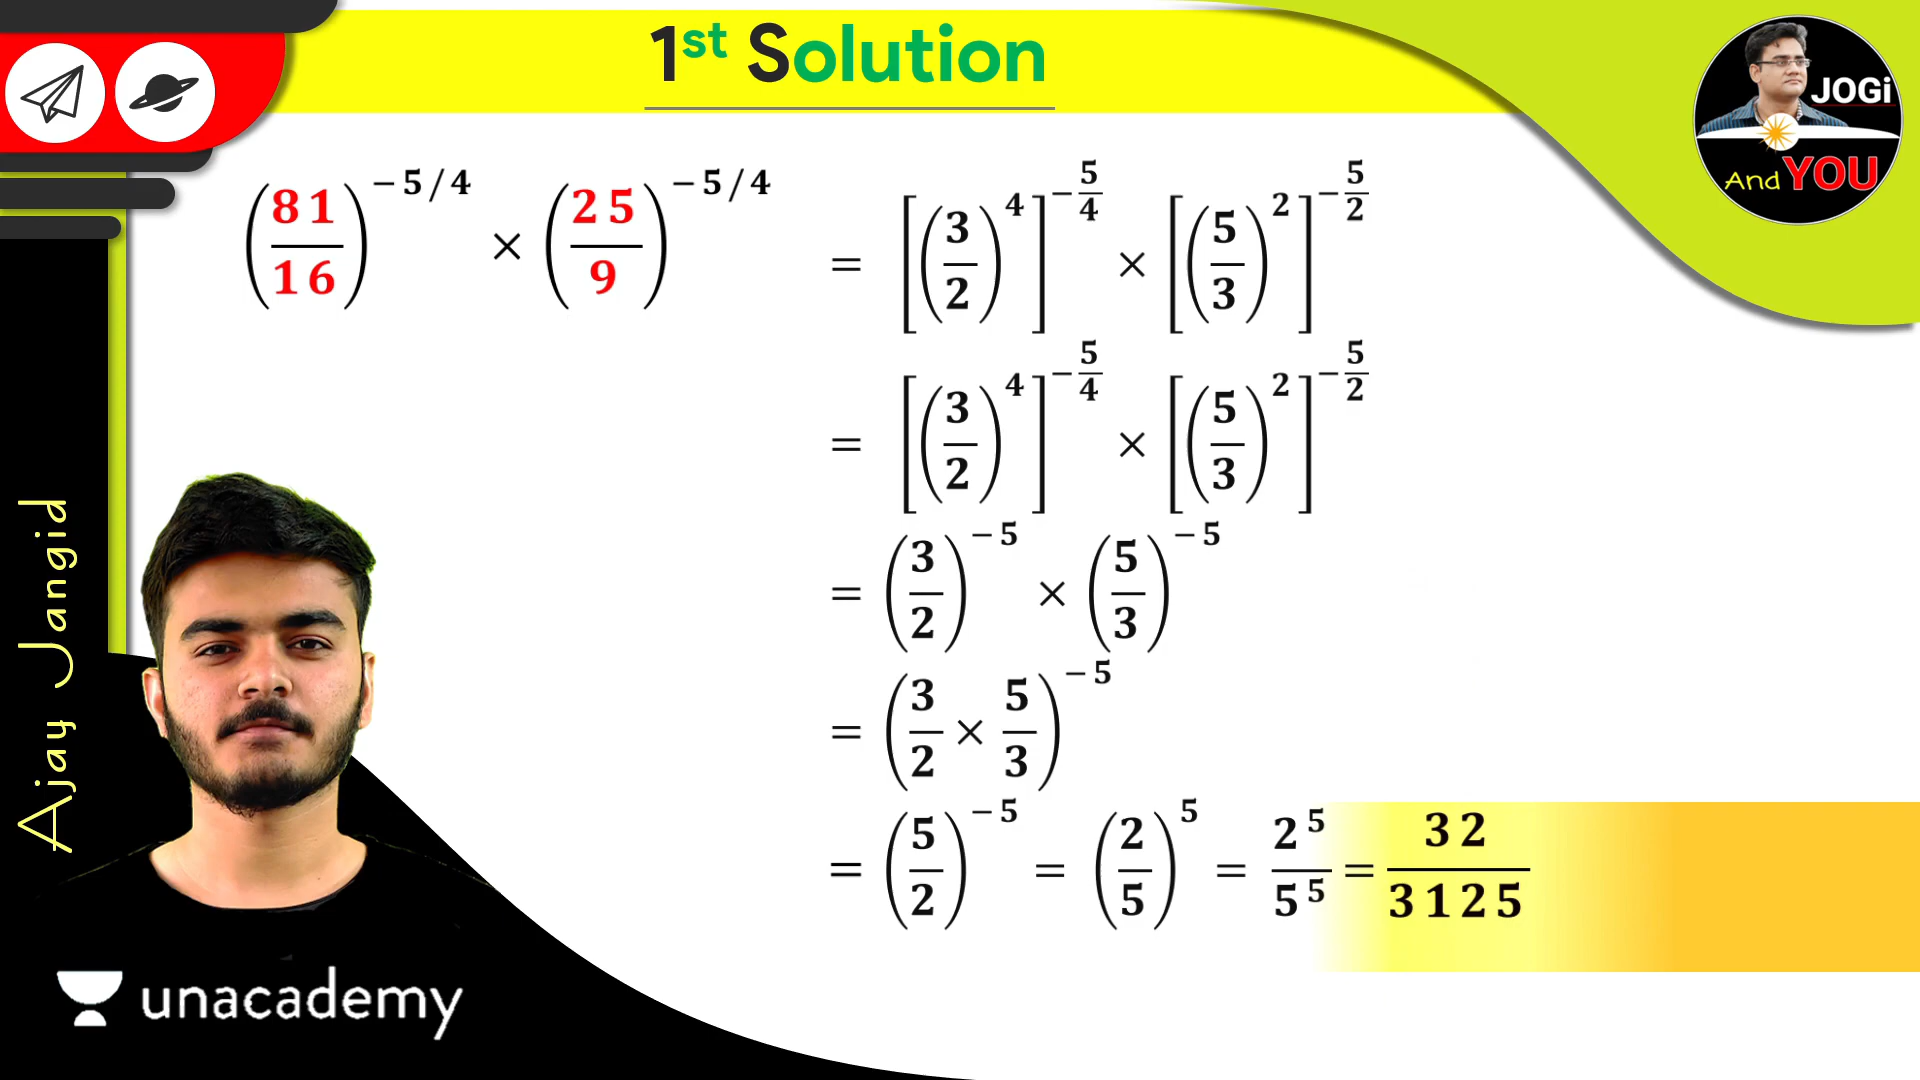 1st Solution
JOGi
And YOU
(81/16)^(-5/4) × (25/9)^(-5/4) = [(3/2)^4]^(-5/4) × [(5/3)^2]^(-5/2)
= [(3/2)^4]^(-5/4) × [(5/3)^2]^(-5/2)
= (3/2)^(-5) × (5/3)^(-5)
= (3/2 × 5/3)^(-5)
= (5/2)^(-5) = (2/5)^5 = 2^5/5^5 = 32/3125
Ajay Jangid
unacademy